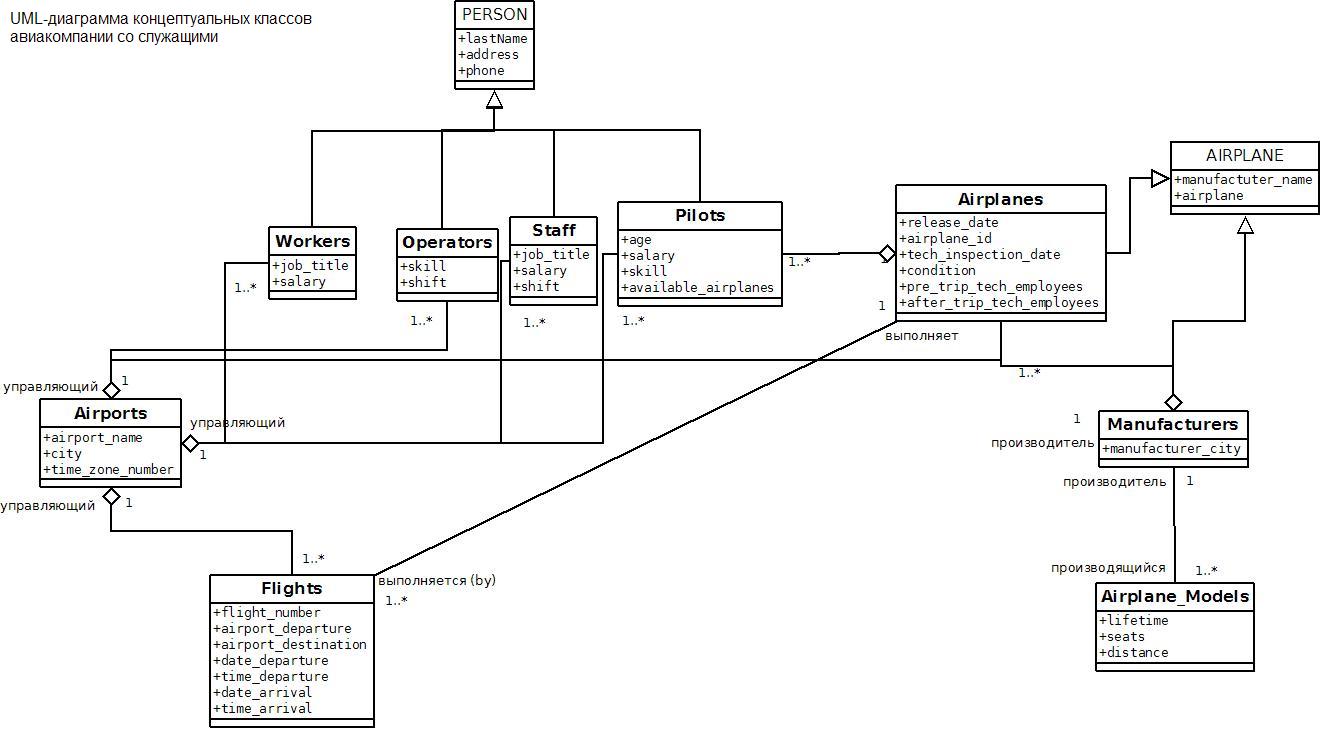 UML-диаграмма концептуальных классов
авиакомпании со служащими
PERSON
+lastName
+address
+phone
AIRPLANE
+manufactuter_name
+airplane
Workers
+job_title
+salary
1..*
Operators
+skill
+shift
1..*
Staff
+job_title
+salary
+shift
1..*
Pilots
+age
+salary
+skill
+available_airplanes
1..*
1..*
1
Airplanes
+release_date
+airplane_id
+tech_inspection_date
+condition
+pre_trip_tech_employees
+after_trip_tech_employees
1
выполняет
1..*
управляющий
1
Airports
+airport_name
+city
+time_zone_number
управляющий
1
управляющий
1
1
производитель
Manufacturers
+manufacturer_city
производитель
1
производящийся
1..*
Airplane_Models
+lifetime
+seats
+distance
1..*
выполняется (by)
1..*
Flights
+flight_number
+airport_departure
+airport_destination
+date_departure
+time_departure
+date_arrival
+time_arrival